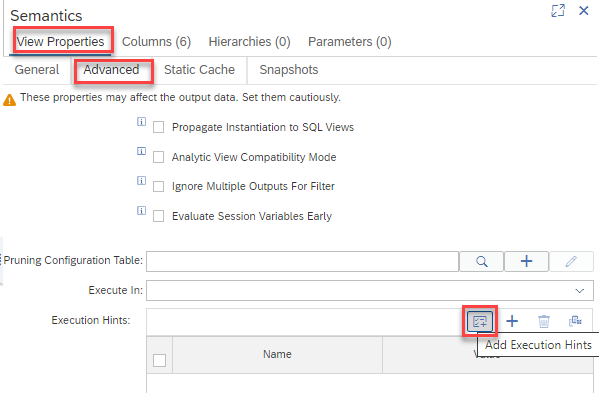 Semantics
View Properties Columns (6) Hierarchies (0) Parameters (0)
General Advanced Static Cache Snapshots
These properties may affect the output data. Set them cautiously.
Propagate Instantiation to SQL Views
Analytic View Compatibility Mode
Ignore Multiple Outputs For Filter
Evaluate Session Variables Early
Pruning Configuration Table:
Execute In:
Execution Hints:
Add Execution Hints
Name